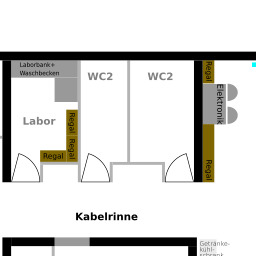 Laborbank+
Waschbecken
WC2
WC2
Regal
Elektronik
Labor
Regal
Regal
Regal
Regal
Kabelrinne
Getränke-
kühl-
schrank